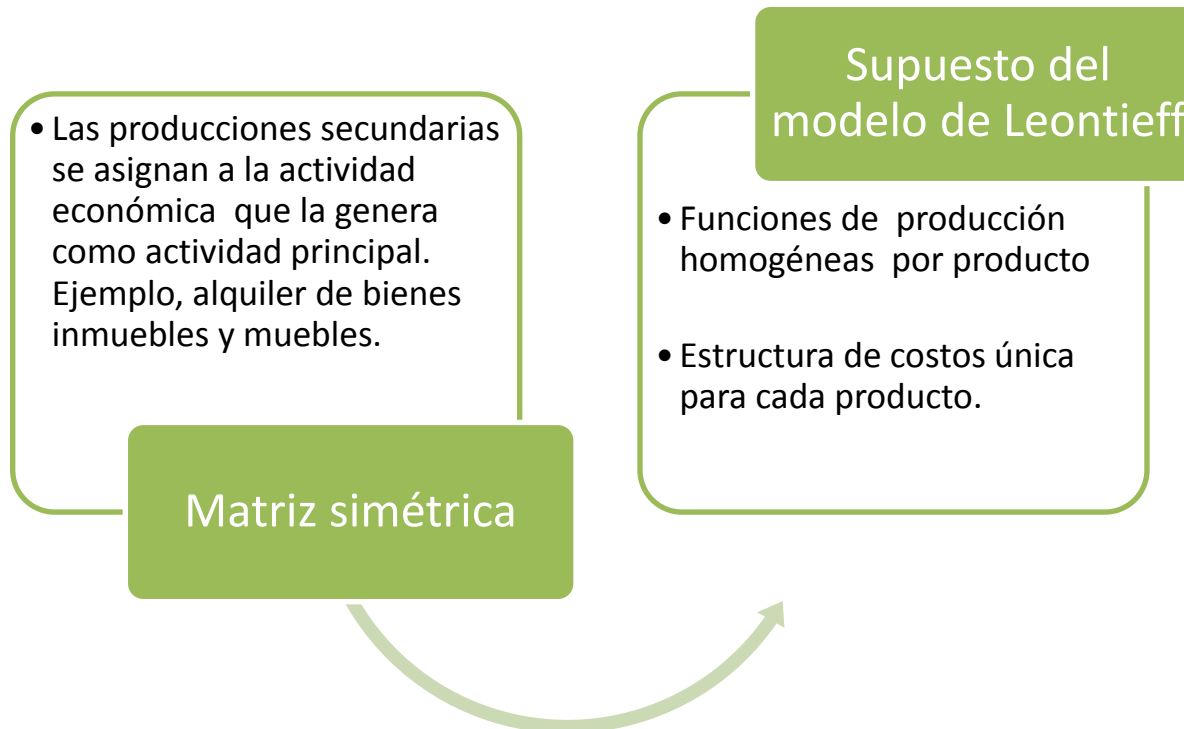 • Las producciones secundarias
se asignan a la actividad
económica que la genera
como actividad principal.
Ejemplo, alquiler de bienes
inmuebles y muebles.
Matriz simétrica
Supuesto del
modelo de Leontieff
• Funciones de producción
homogéneas por producto
• Estructura de costos única
para cada producto.